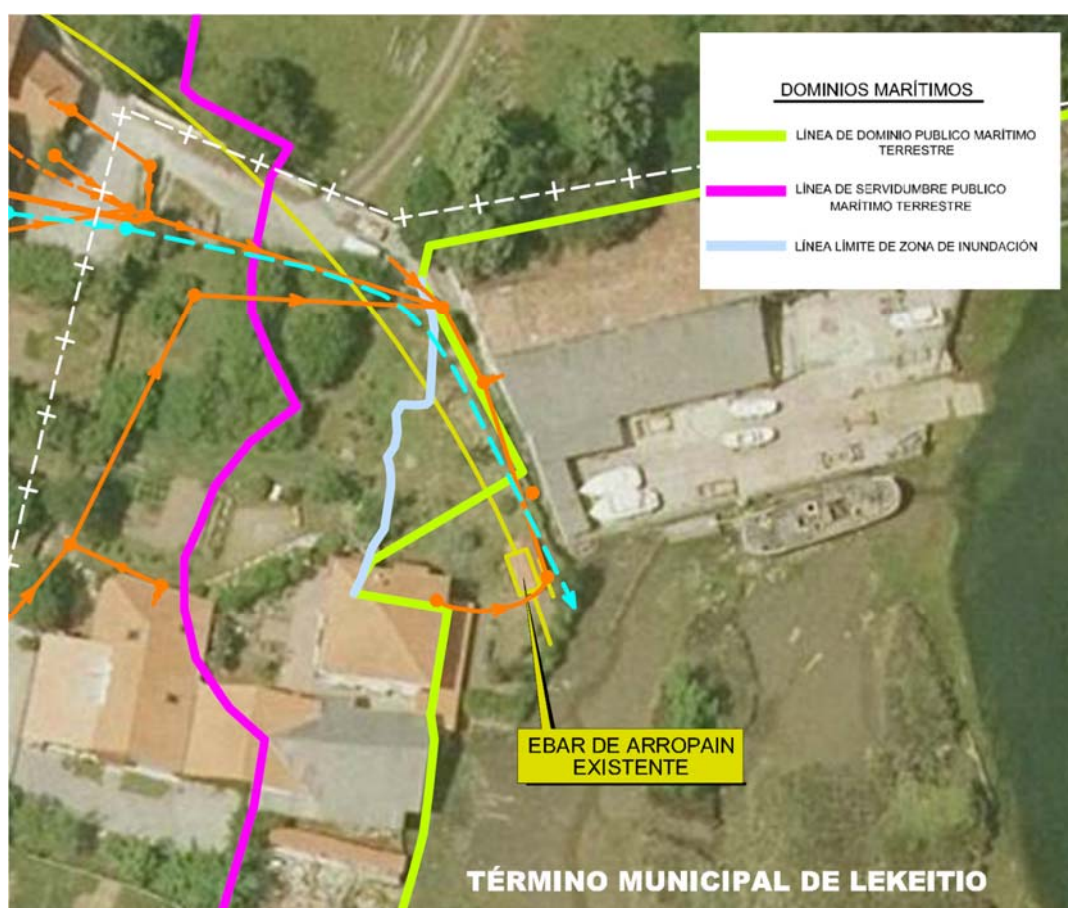 DOMINIOS MARÍTIMOS
LÍNEA DE DOMINIO PUBLICO MARÍTIMO
TERRESTRE
LÍNEA DE SERVIDUMBRE PUBLICO
MARÍTIMO TERRESTRE
LÍNEA LÍMITE DE ZONA DE INUNDACIÓN
EBAR DE ARROPAIN
EXISTENTE
TÉRMINO MUNICIPAL DE LEKEITIO